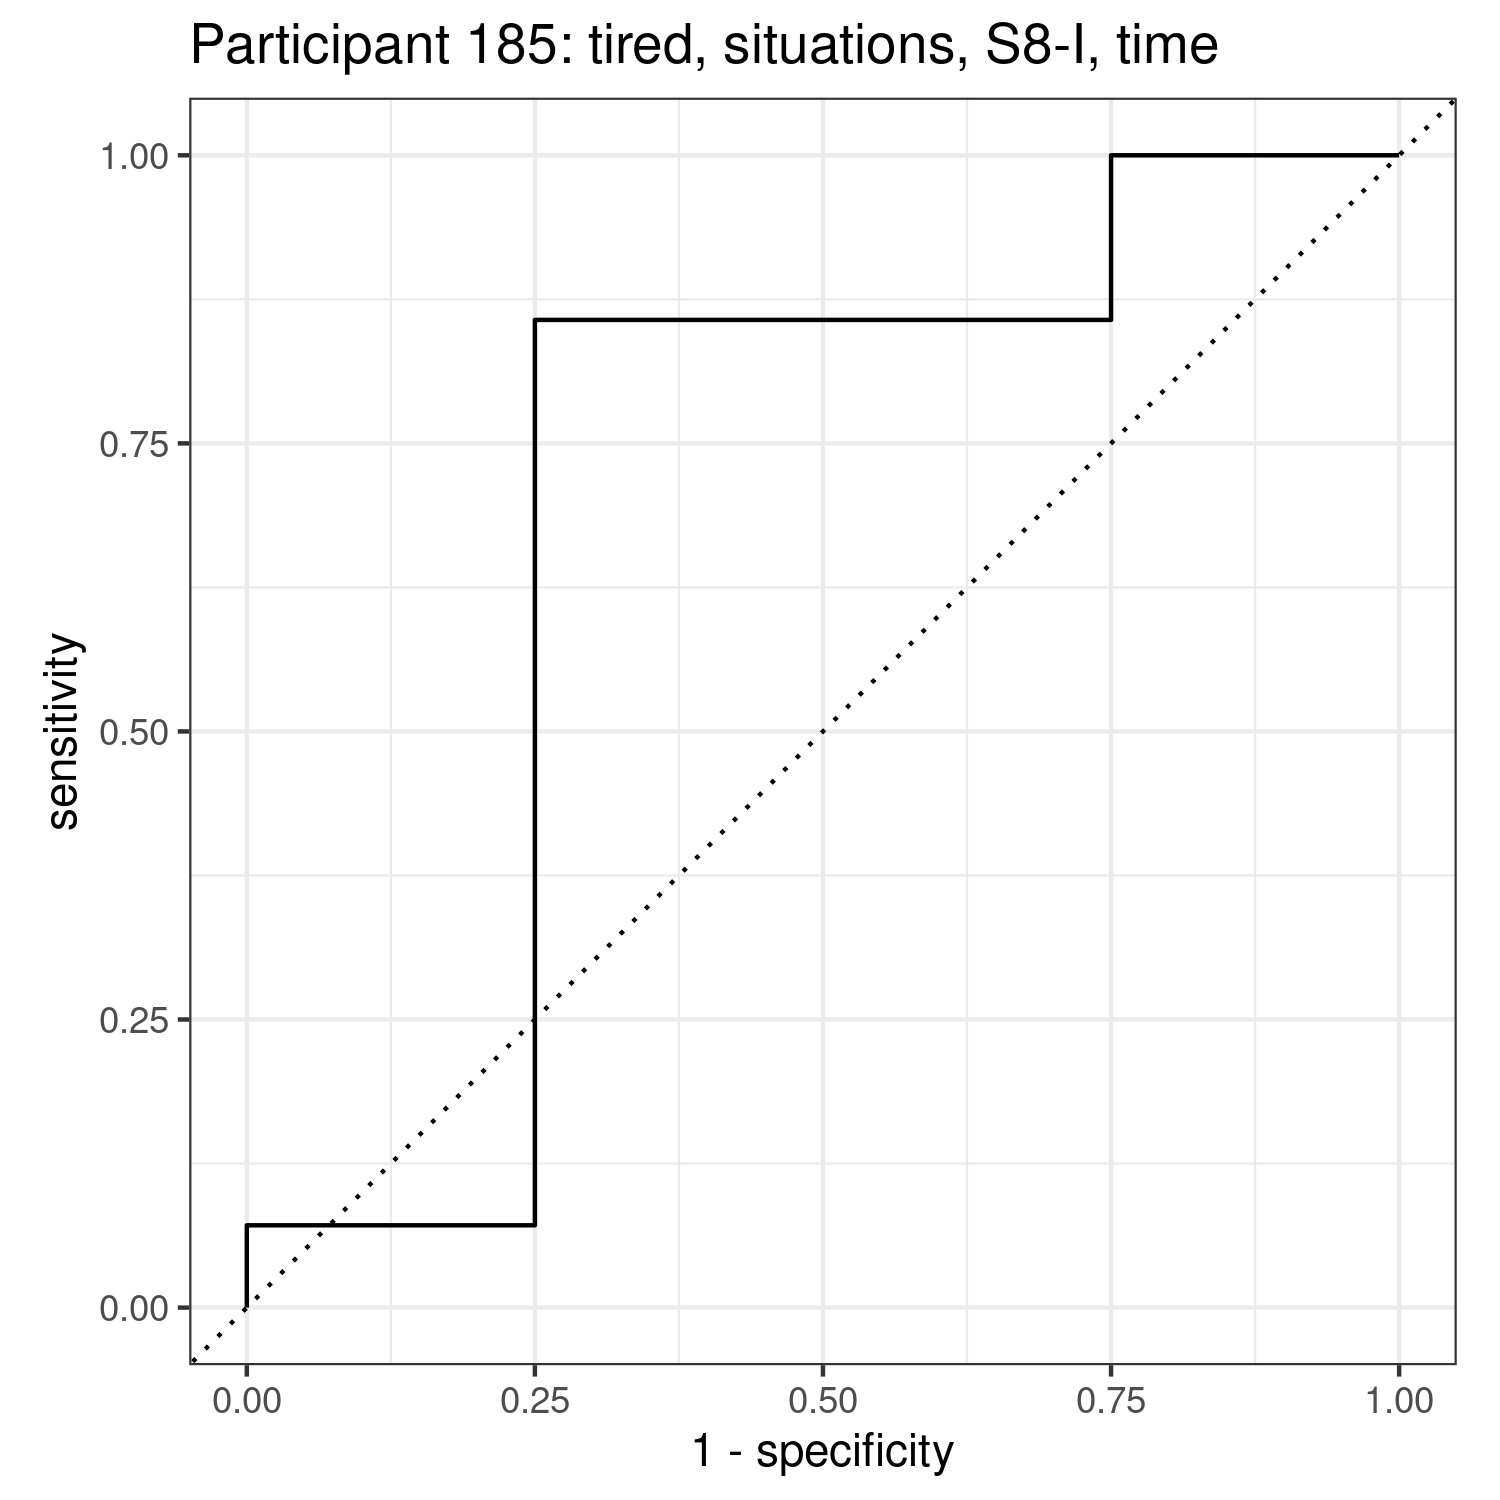 Participant 185: tired, situations, S8-I, time
1.00
0.75
0.50
0.25
0.00
sensitivity
0.00 0.25 0.50 0.75 1.00
1 - specificity